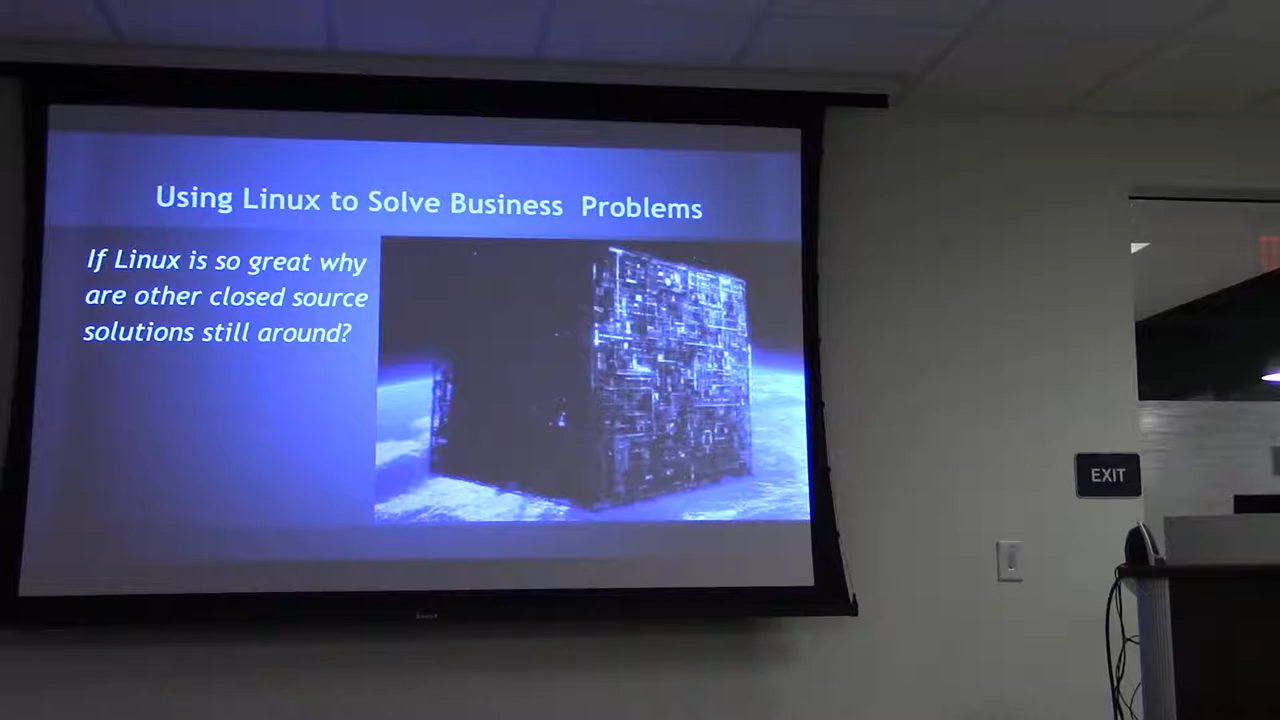 Using Linux to Solve Business Problems
If Linux is so great why
are other closed source
solutions still around?
EXIT